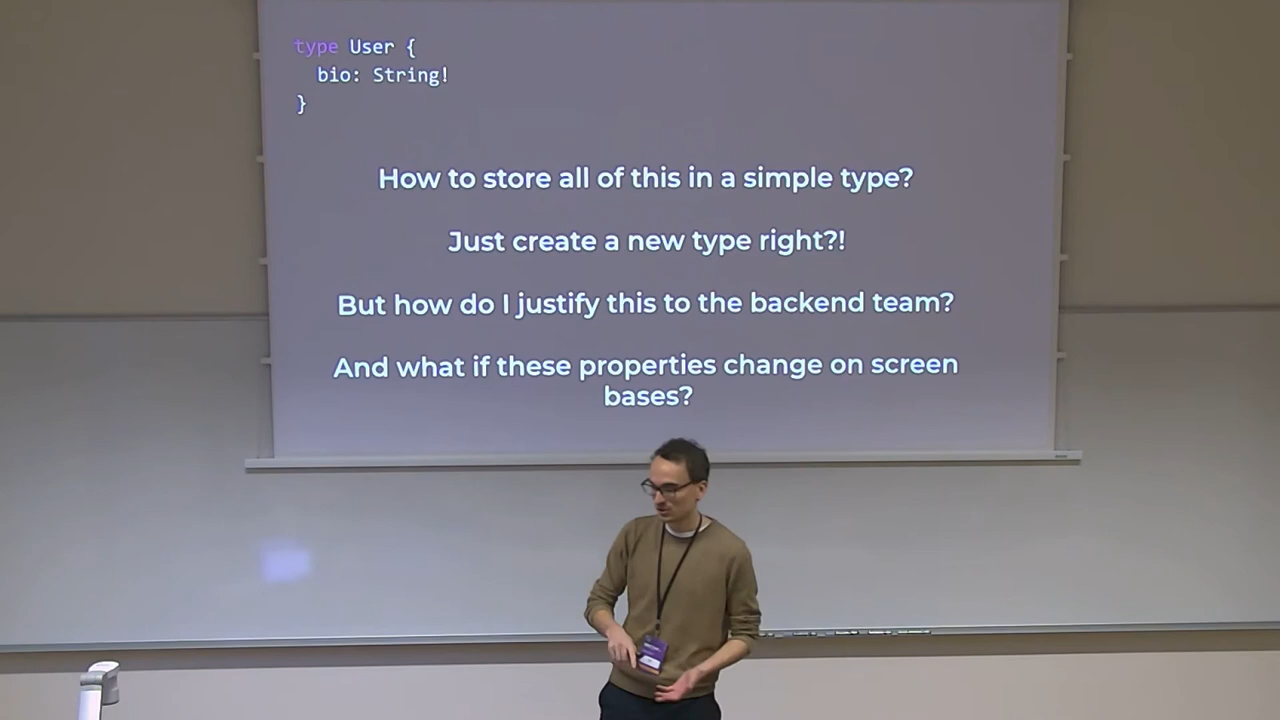 type User {
bio: String!
}
How to store all of this in a simple type?
Just create a new type right?!
But how do I justify this to the backend team?
And what if these properties change on screen
bases?